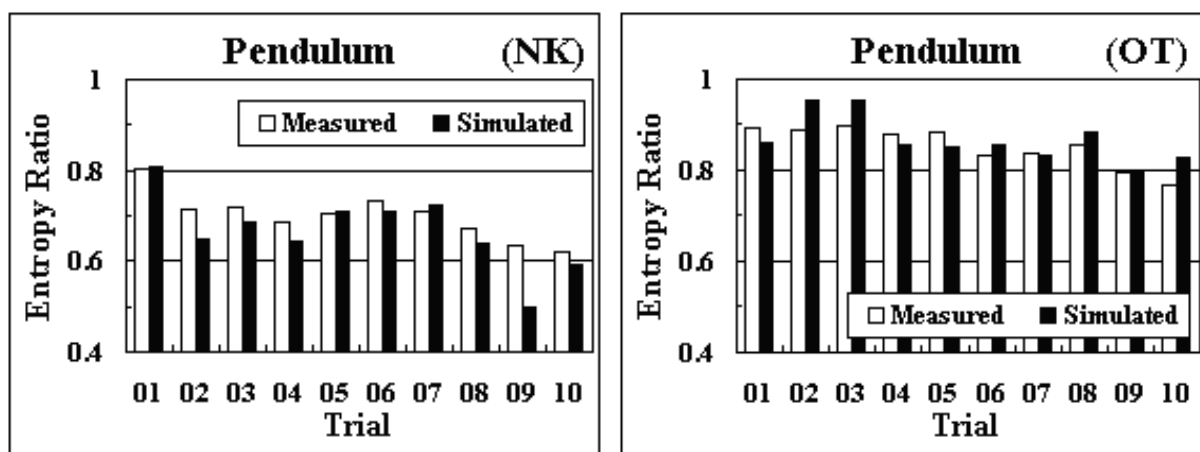 Pendulum (NK)
1
Measured Simulated
0.8
0.6
0.4
Entropy Ratio
01 02 03 04 05 06 07 08 09 10
Trial
Pendulum (OT)
1
0.8
0.6
Measured Simulated
0.4
Entropy Ratio
01 02 03 04 05 06 07 08 09 10
Trial